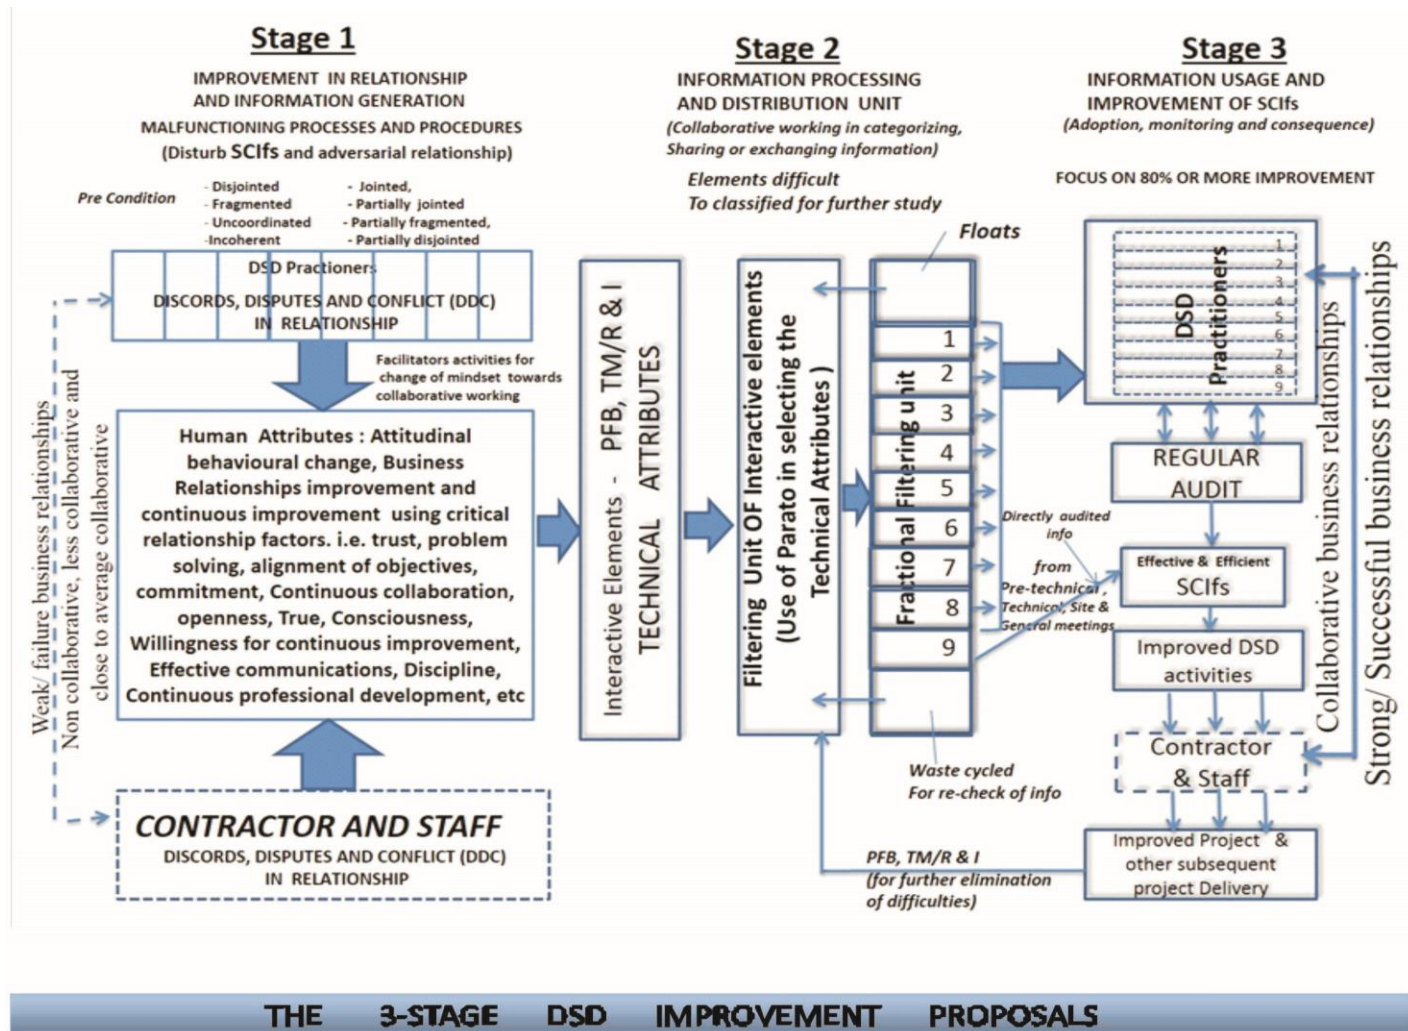 Stage 1
IMPROVEMENT IN RELATIONSHIP
AND INFORMATION GENERATION
MALFUNCTIONING PROCESSES AND PROCEDURES
(Disturb SCIfs and adversarial relationship)
Pre Condition
- Disjointed
- Fragmented
- Uncoordinated
-Incoherent
- Jointed,
- Partially jointed
- Partially fragmented,
- Partially disjointed
DSD Practioners
DISCORDS, DISPUTES AND CONFLICT (DDC)
IN RELATIONSHIP
Facilitators activities for
change of mindset towards
collaborative working
Weak/ failure business relationships
Non collaborative, less collaborative and
close to average collaborative
Human Attributes : Attitudinal
behavioural change, Business
Relationships improvement and
continuous improvement using critical
relationship factors. i.e. trust, problem
solving, alignment of objectives,
commitment, Continuous collaboration,
openness, True, Consciousness,
Willingness for continuous improvement,
Effective communications, Discipline,
Continuous professional development, etc
CONTRACTOR AND STAFF
DISCORDS, DISPUTES AND CONFLICT (DDC)
IN RELATIONSHIP
Interactive Elements - PFB, TM/R & I
TECHNICAL ATTRIBUTES
Stage 2
INFORMATION PROCESSING
AND DISTRIBUTION UNIT
(Collaborative working in categorizing,
Sharing or exchanging information)
Elements difficult
To classified for further study
Floats
Filtering Unit OF Interactive elements
(Use of Parato in selecting the
Technical Attributes )
Fractional Filtering unit
1
2
3
4
5
6
7
8
9
Directly audited
info
from
Pre-technical ,
Technical, Site &
General meetings
Waste cycled
For re-check of info
PFB, TM/R & I
(for further elimination
of difficulties)
Stage 3
INFORMATION USAGE AND
IMPROVEMENT OF SCIfs
(Adoption, monitoring and consequence)
FOCUS ON 80% OR MORE IMPROVEMENT
DSD
Practitioners
1
2
3
4
5
6
7
8
9
REGULAR
AUDIT
Effective & Efficient
SCIFs
Improved DSD
activities
Contractor
& Staff
Improved Project & 
other subsequent
project Delivery
Collaborative business relationships
Strong/ Successful business relationships
THE 3-STAGE DSD IMPROVEMENT PROPOSALS